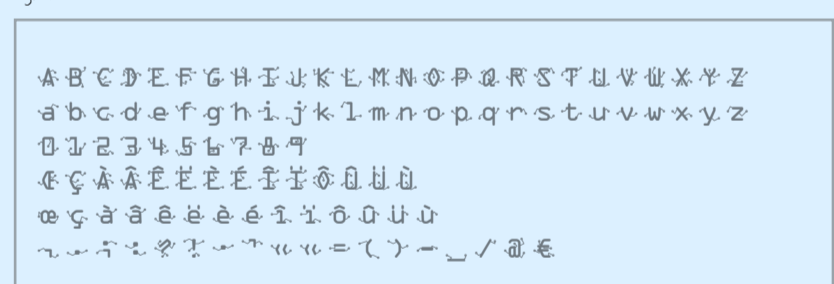 A B C D E F G H I J K L M N O P Q R S T U V W X Y Z
a b c d e f g h i j k l m n o p q r s t u v w x y z
0 1 2 3 4 5 6 7 8 9
Œ Ç À Â Ê Ë È É Î Ï Ô Û Ü Ù
œ ç à â ê ë è é î ï ô û ü ù
; : ? ! « « = ( ) - _ / @ €